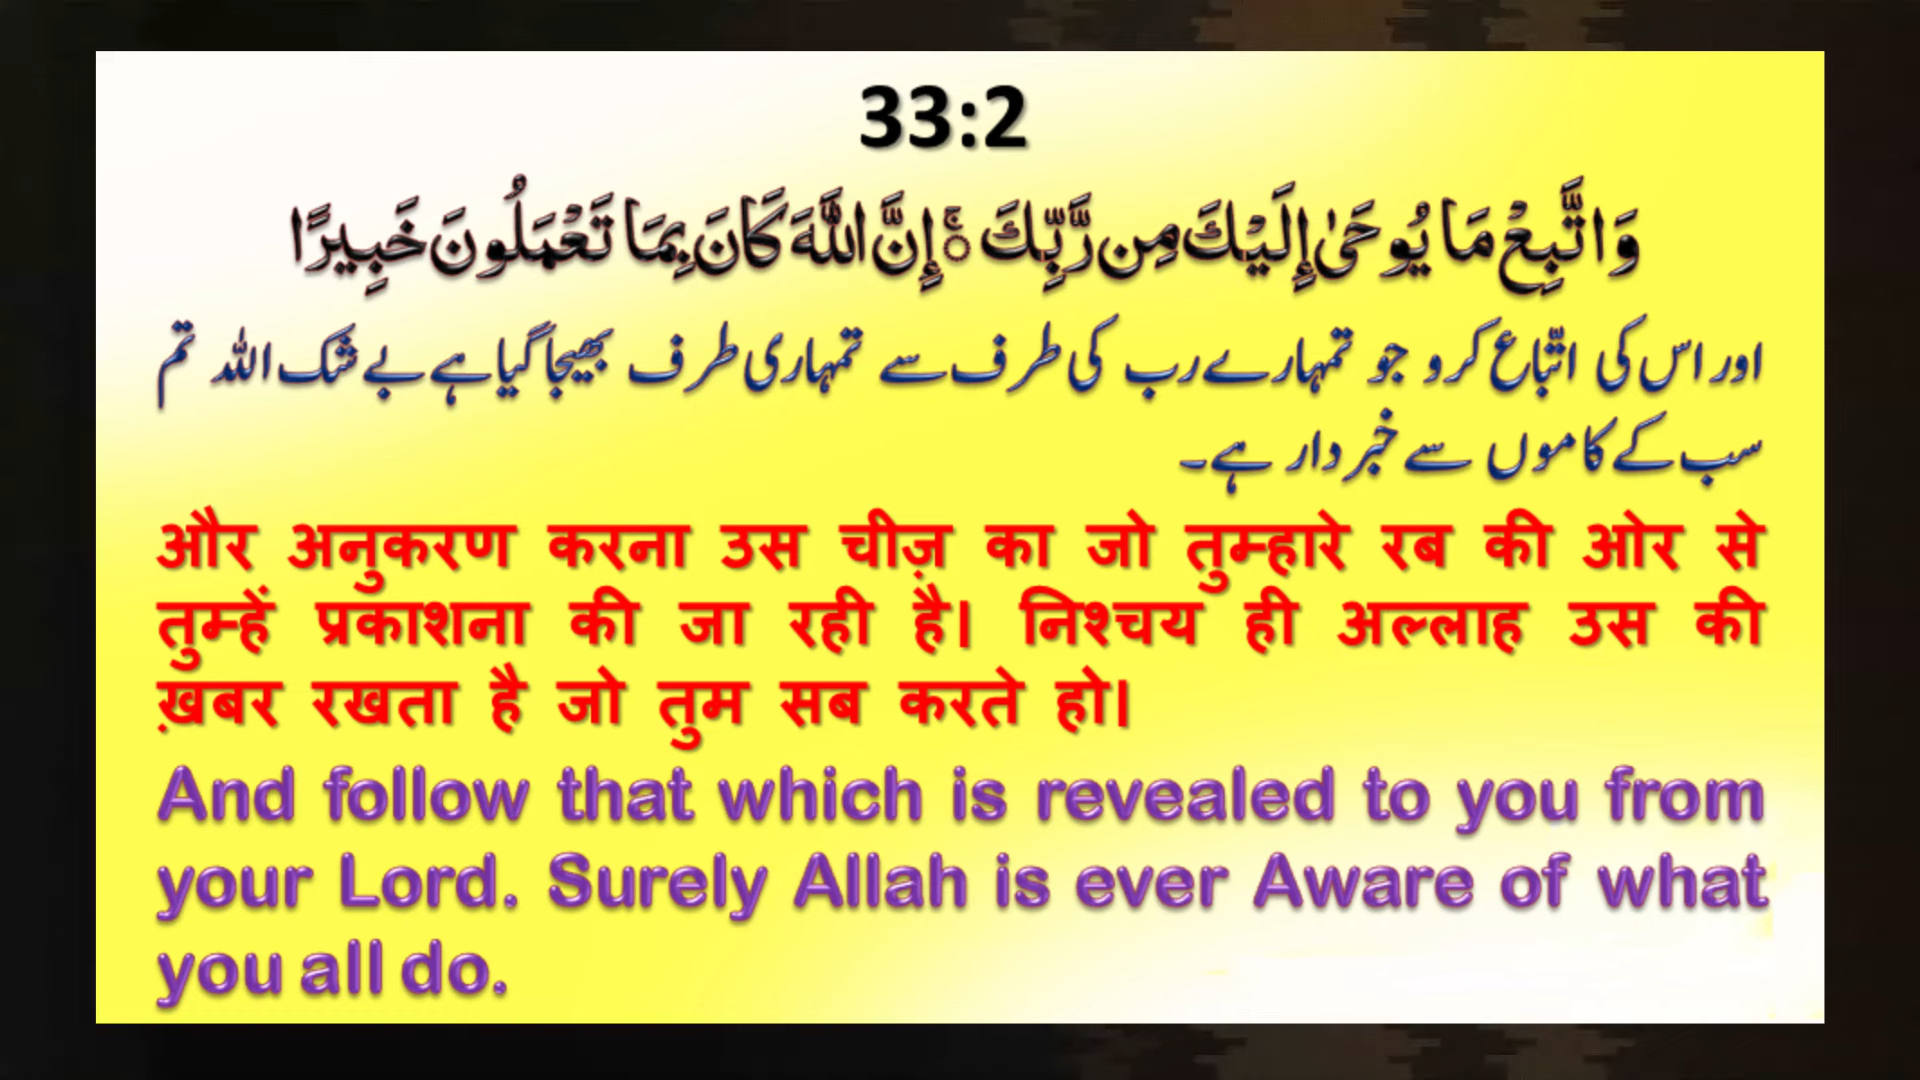 33:2
وَاتَّبِعْ مَا يُوحَىٰ إِلَيْكَ مِن رَّبِّكَ ۚ إِنَّ اللَّهَ كَانَ بِمَا تَعْمَلُونَ خَبِيرًا
اور اس کی اتّباع کرو جو تمہارے رب کی طرف سے تمہاری طرف بھیجا گیا ہے بے شک اللہ تم
سب کے کاموں سے خبردار ہے۔
और अनुकरण करना उस चीज़ का जो तुम्हारे रब की ओर से
तुम्हें प्रकाशना की जा रही है। निश्चय ही अल्लाह उस की
ख़बर रखता है जो तुम सब करते हो।
And follow that which is revealed to you from
your Lord. Surely Allah is ever Aware of what
you all do.